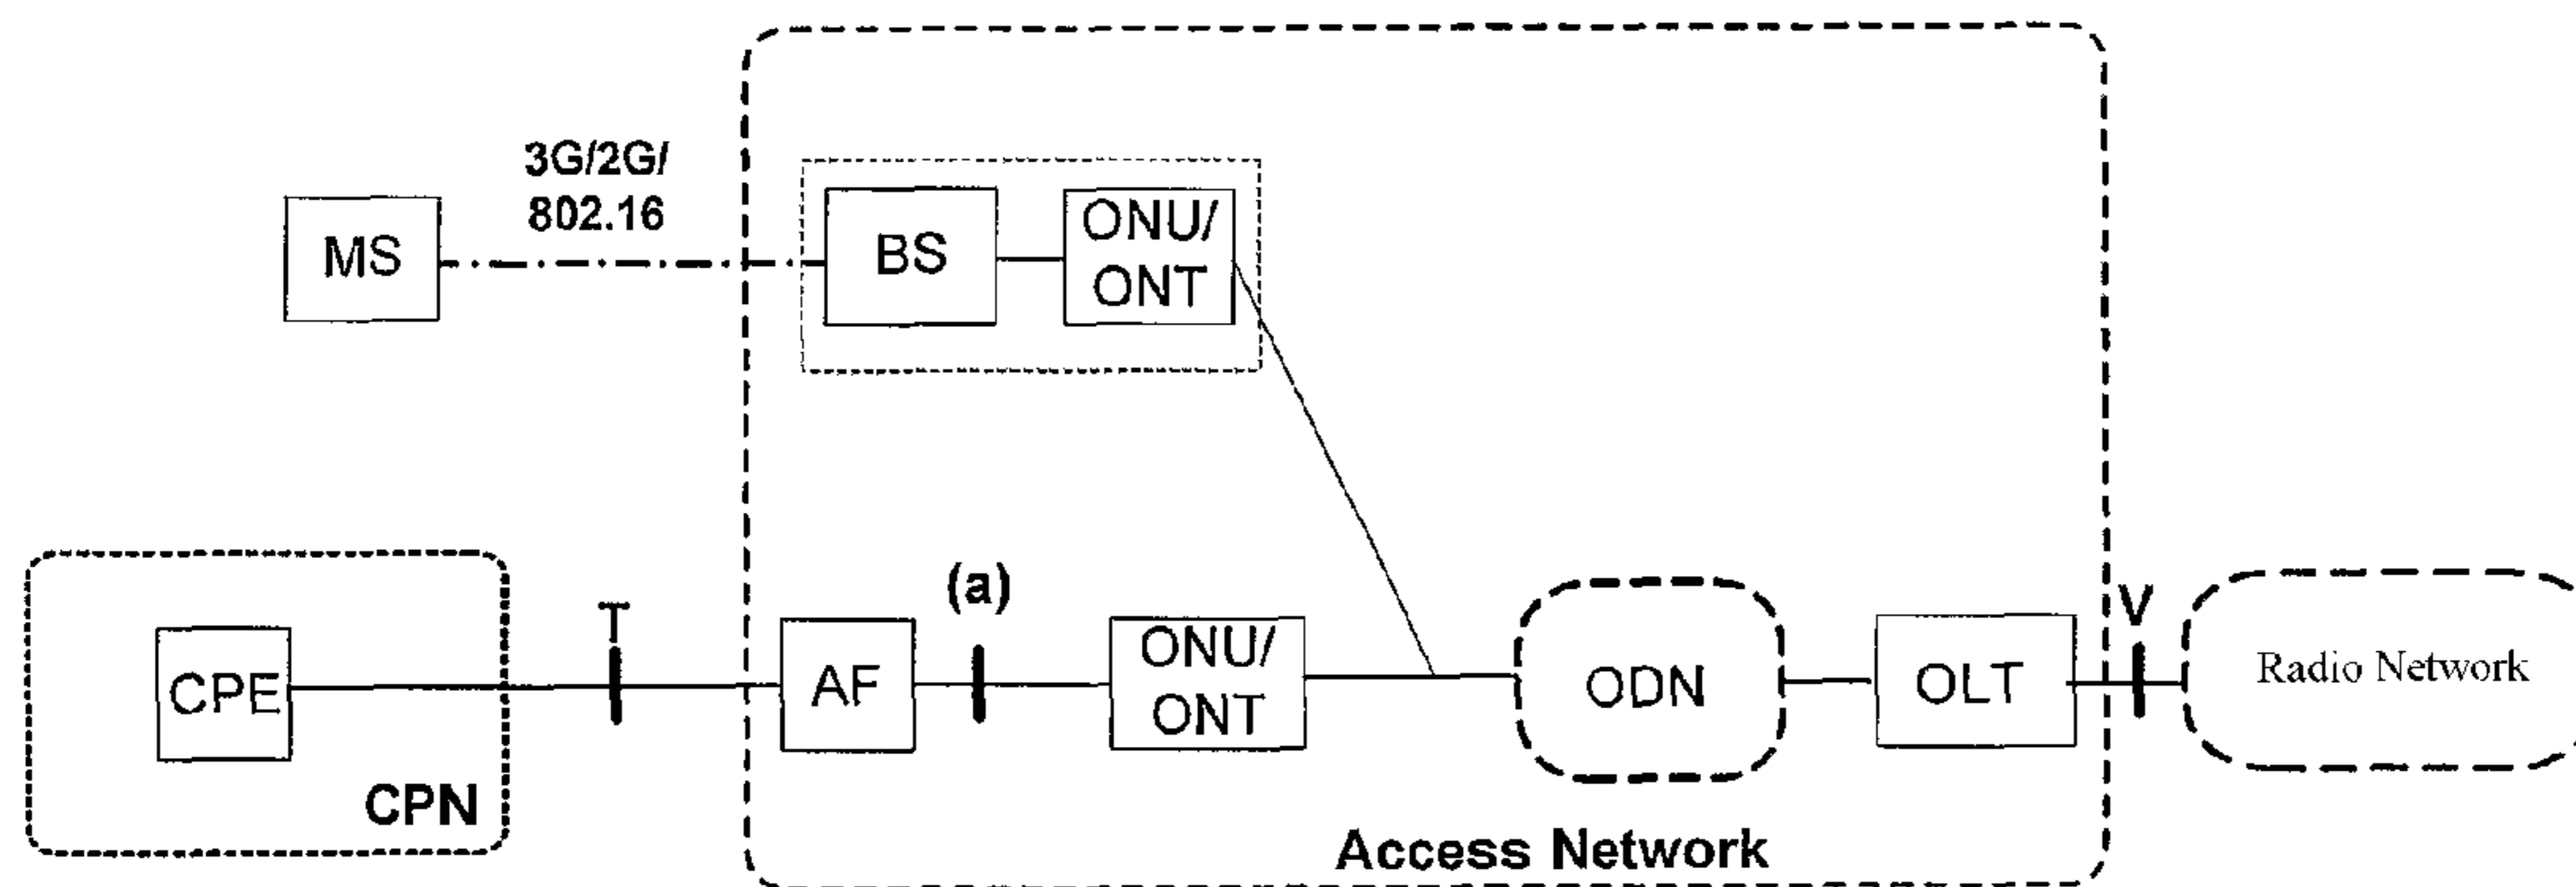 3G/2G/
802.16
MS
BS
ONU/
ONT
(a)
T
V
CPE
AF
ONU/
ONT
ODN
OLT
Radio Network
CPN
Access Network